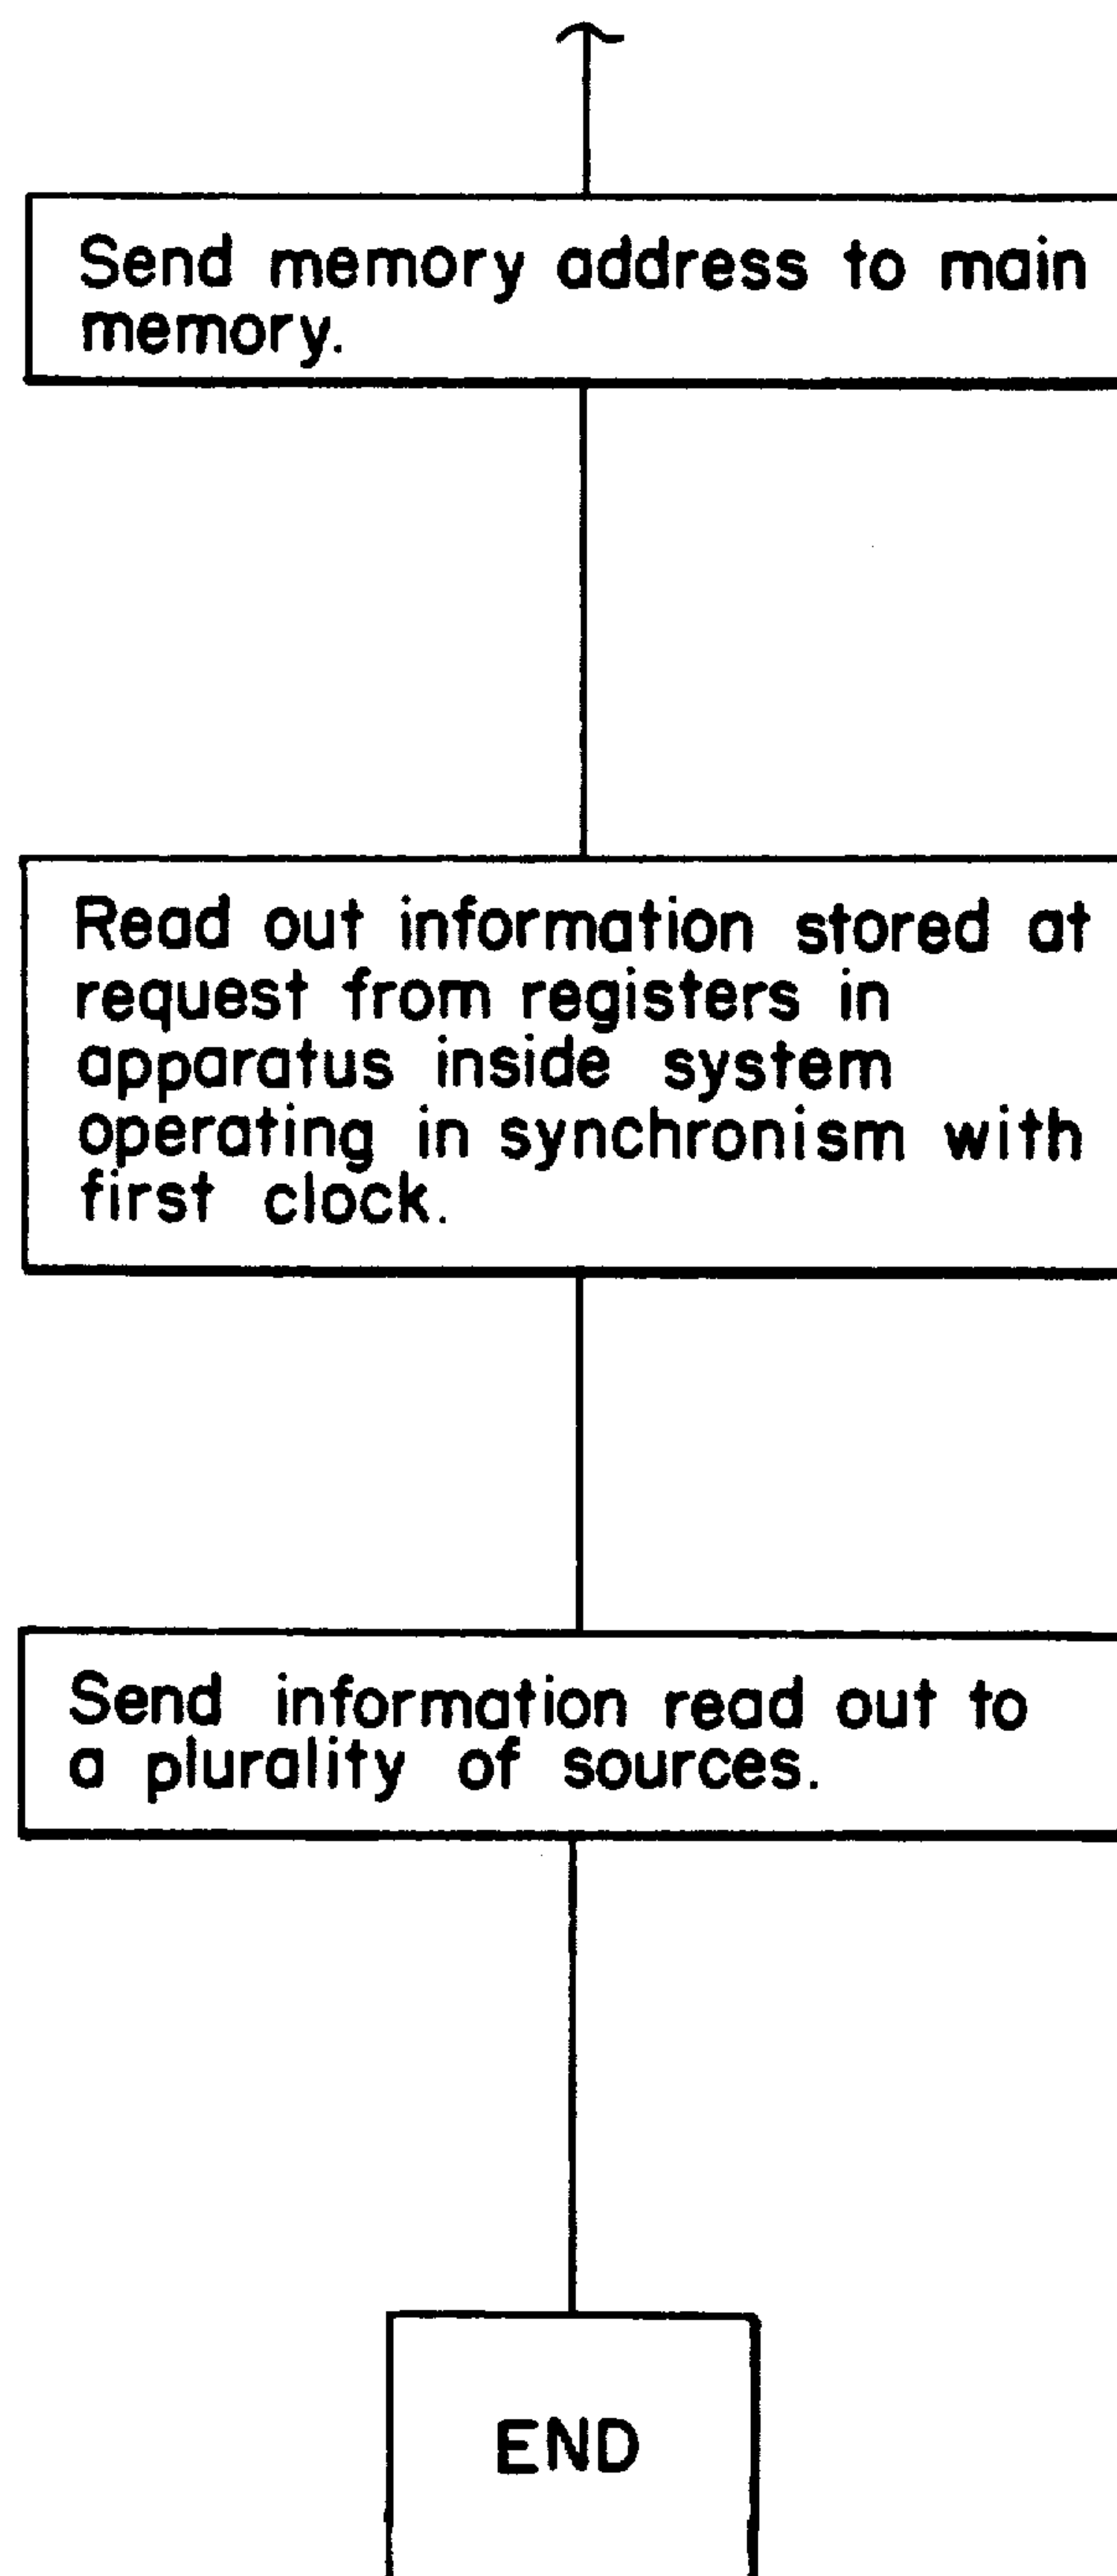 Send memory address to main
memory.
Read out information stored at
request from registers in
apparatus inside system
operating in synchronism with
first clock.
Send information read out to
a plurality of sources.
END